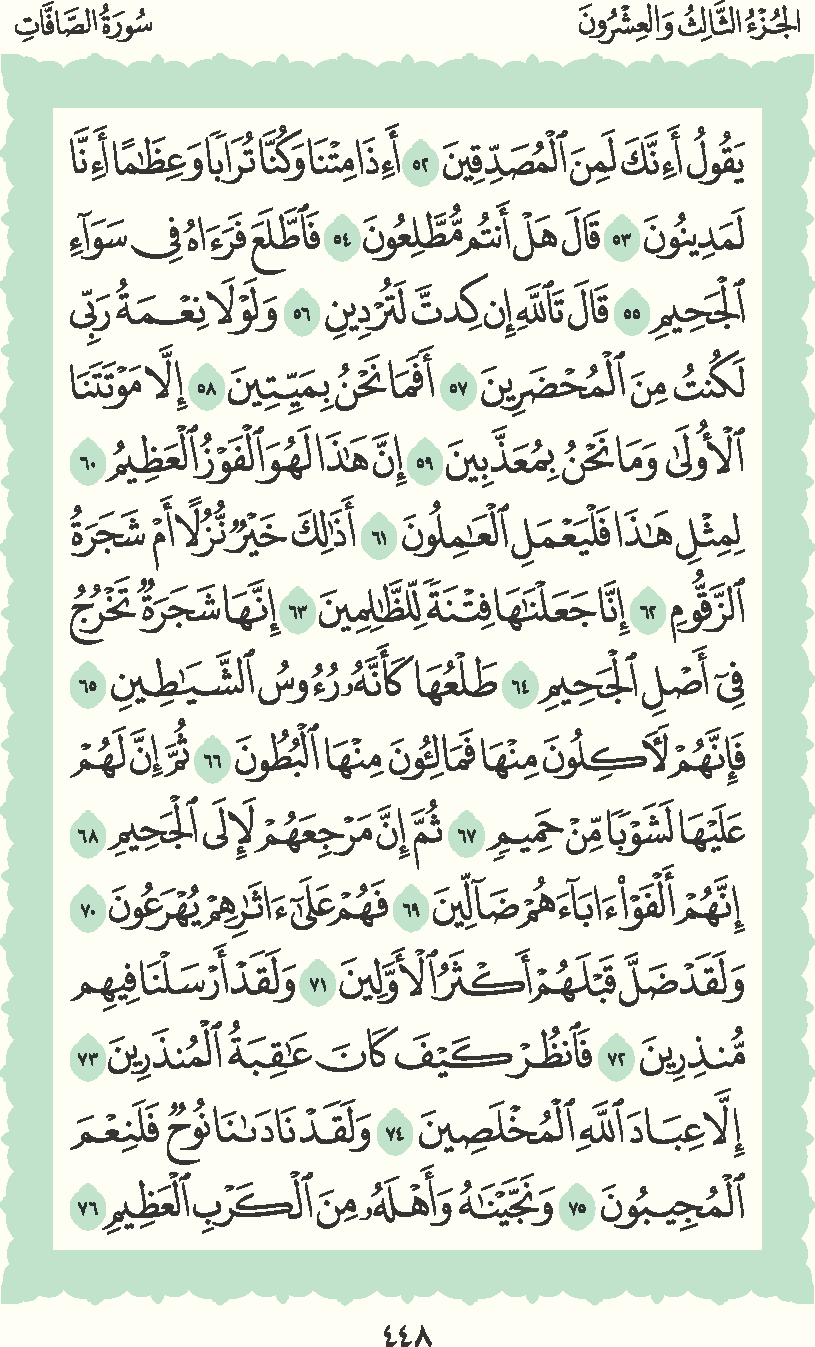 الجُزْءُ الثَّالِثُ وَالعِشْرُونَ سُورَةُ الصَّافَّاتِ
يَقُولُ أَءِنَّكَ لَمِنَ ٱلْمُصَدِّقِينَ ٥٢ أَءِذَا مِتْنَا وَكُنَّا تُرَابًا وَعِظَٰمًا أَءِنَّا
لَمَدِينُونَ ٥٣ قَالَ هَلْ أَنتُم مُّطَّلِعُونَ ٥٤ فَٱطَّلَعَ فَرَءَاهُ فِى سَوَآءِ
ٱلْجَحِيمِ ٥٥ قَالَ تَٱللَّهِ إِن كِدتَّ لَتُرْدِينِ ٥٦ وَلَوْلَا نِعْمَةُ رَبِّى
لَكُنتُ مِنَ ٱلْمُحْضَرِينَ ٥٧ أَفَمَا نَحْنُ بِمَيِّتِينَ ٥٨ إِلَّا مَوْتَتَنَا
ٱلْأُولَىٰ وَمَا نَحْنُ بِمُعَذَّبِينَ ٥٩ إِنَّ هَٰذَا لَهُوَ ٱلْفَوْزُ ٱلْعَظِيمُ ٦٠
لِمِثْلِ هَٰذَا فَلْيَعْمَلِ ٱلْعَٰمِلُونَ ٦١ أَذَٰلِكَ خَيْرٌ نُّزُلًا أَمْ شَجَرَةُ
ٱلزَّقُّومِ ٦٢ إِنَّا جَعَلْنَٰهَا فِتْنَةً لِّلظَّٰلِمِينَ ٦٣ إِنَّهَا شَجَرَةٌ تَخْرُجُ
فِىٓ أَصْلِ ٱلْجَحِيمِ ٦٤ طَلْعُهَا كَأَنَّهُۥ رُءُوسُ ٱلشَّيَٰطِينِ ٦٥
فَإِنَّهُمْ لَءَاكِلُونَ مِنْهَا فَمَالِـُٔونَ مِنْهَا ٱلْبُطُونَ ٦٦ ثُمَّ إِنَّ لَهُمْ
عَلَيْهَا لَشَوْبًا مِّنْ حَمِيمٍ ٦٧ ثُمَّ إِنَّ مَرْجِعَهُمْ لَإِلَى ٱلْجَحِيمِ ٦٨
إِنَّهُمْ أَلْفَوْا۟ ءَابَآءَهُمْ ضَآلِّينَ ٦٩ فَهُمْ عَلَىٰٓ ءَاثَٰرِهِمْ يُهْرَعُونَ ٧٠
وَلَقَدْ ضَلَّ قَبْلَهُمْ أَكْثَرُ ٱلْأَوَّلِينَ ٧١ وَلَقَدْ أَرْسَلْنَا فِيهِم
مُّنذِرِينَ ٧٢ فَٱنظُرْ كَيْفَ كَانَ عَٰقِبَةُ ٱلْمُنذَرِينَ ٧٣
إِلَّا عِبَادَ ٱللَّهِ ٱلْمُخْلَصِينَ ٧٤ وَلَقَدْ نَادَىٰنَا نُوحٌ فَلَنِعْمَ
ٱلْمُجِيبُونَ ٧٥ وَنَجَّيْنَٰهُ وَأَهْلَهُۥ مِنَ ٱلْكَرْبِ ٱلْعَظِيمِ ٧٦
٤٤٨